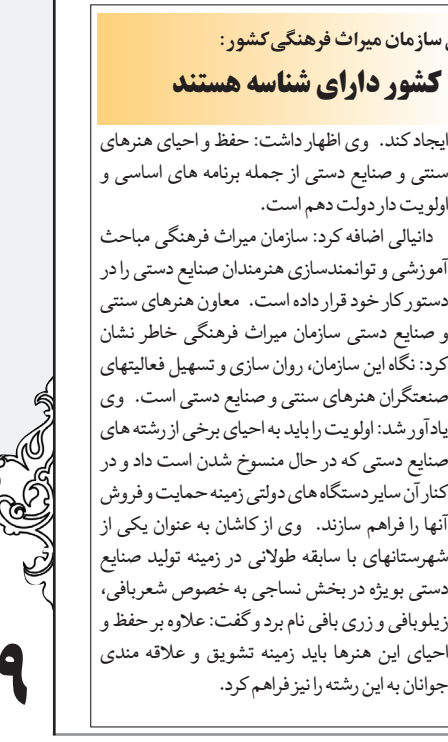 سازمان میراث فرهنگی کشور:
کشور دارای شناسه هستند
ایجاد کند. وی اظهار داشت: حفظ و احیای هنرهای
سنتی و صنایع دستی از جمله برنامه های اساسی و
اولویت دار دولت دهم است.
دانیالی اضافه کرد: سازمان میراث فرهنگی مباحث
آموزشی و توانمندسازی هنرمندان صنایع دستی را در
دستور کار خود قرار داده است. معاون هنرهای سنتی
و صنایع دستی سازمان میراث فرهنگی خاطر نشان
کرد: نگاه این سازمان، روان سازی و تسهیل فعالیتهای
صنعتگران هنرهای سنتی و صنایع دستی است. وی
یادآور شد: اولویت را باید به احیای برخی از رشته های
صنایع دستی که در حال منسوخ شدن است داد و در
کنار آن سایر دستگاه های دولتی زمینه حمایت و فروش
آنها را فراهم سازند. وی از کاشان به عنوان یکی از
شهرستانهای با سابقه طولانی در زمینه تولید صنایع
دستی بویژه در بخش نساجی به خصوص شعربافی،
زیلوبافی و زری بافی نام برد و گفت: علاوه بر حفظ و
احیای این هنرها باید زمینه تشویق و علاقه مندی
جوانان به این رشته را نیز فراهم کرد.
۹